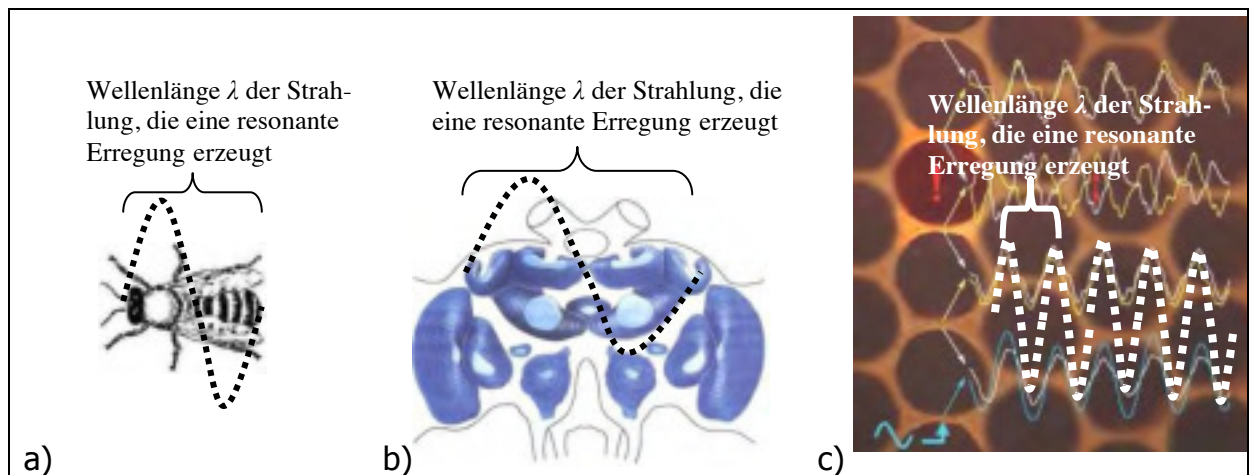 Wellenlänge λ der Strah-
lung, die eine resonante
Erregung erzeugt
a)
Wellenlänge λ der Strahlung, die
eine resonante Erregung erzeugt
b)
Wellenlänge λ der Strah-
lung, die eine resonante
Erregung erzeugt
! !
c)